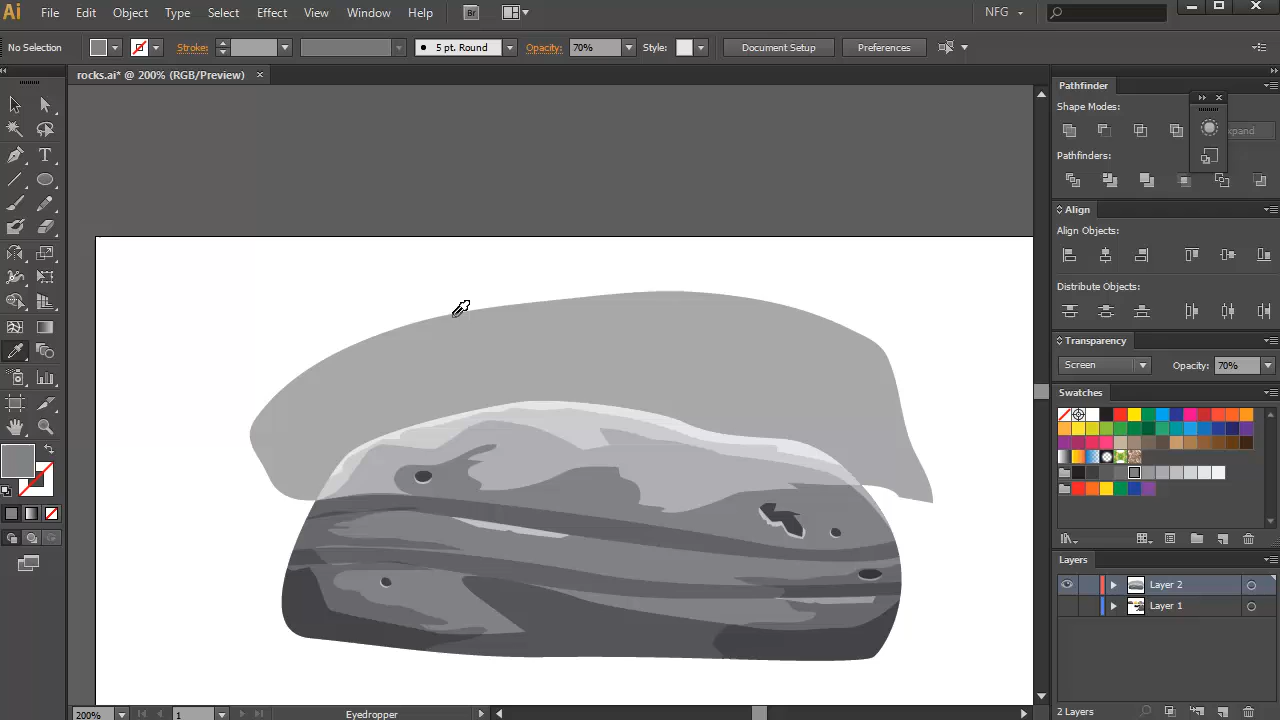 Ai File Edit Object Type Select Effect View Window Help Br NFG
No Selection Stroke: 5 pt. Round Opacity: 70% Style: Document Setup Preferences
rocks.ai* @ 200% (RGB/Preview)
Pathfinder
Shape Modes:
Pathfinders:
Align
Align Objects:
Distribute Objects:
Transparency
Screen Opacity: 70%
Swatches
Layers
Layer 2
Layer 1
2 Layers
200% 1 Eyedropper